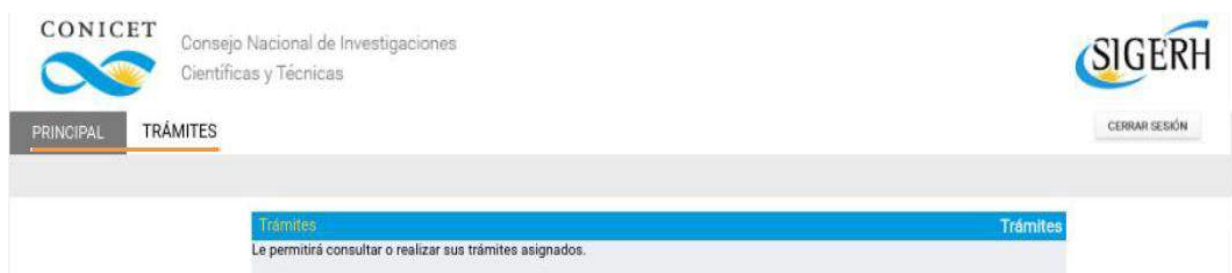 CONICET
Consejo Nacional de Investigaciones
Científicas y Técnicas
SIGERH
PRINCIPAL TRÁMITES
CERRAR SESIÓN
Trámites Trámites
Le permitirá consultar o realizar sus trámites asignados.